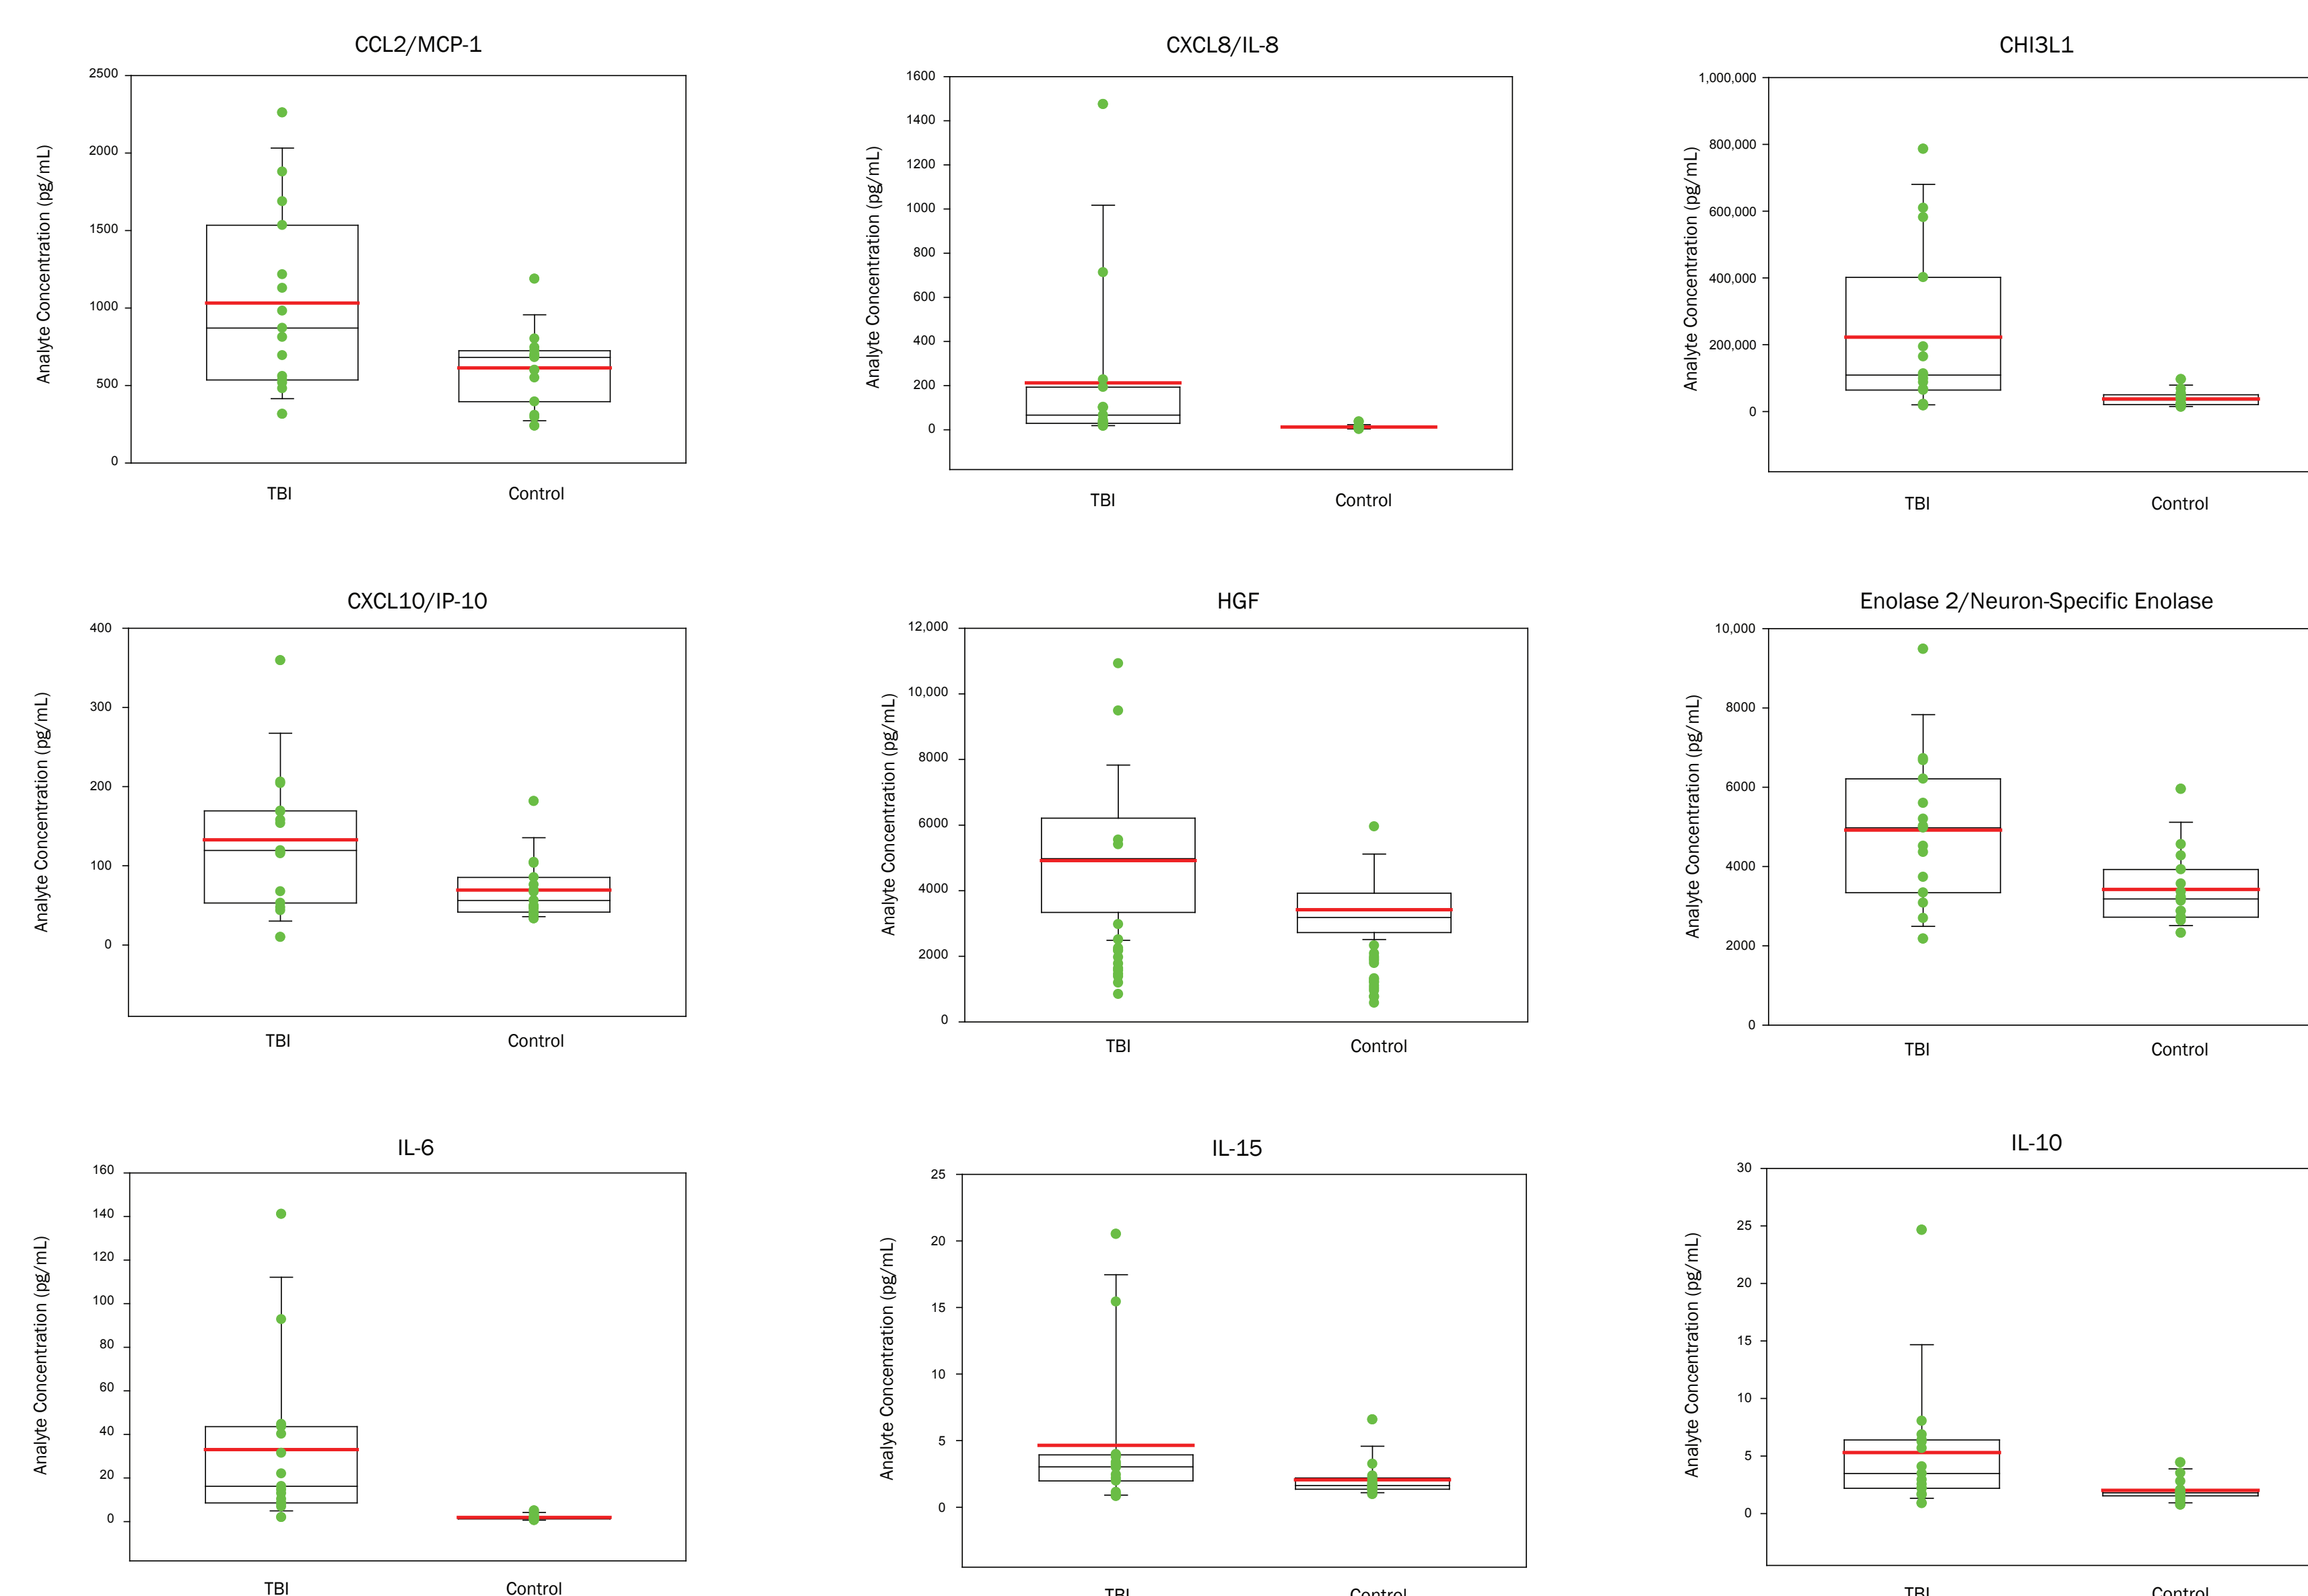 CCL2/MCP-1
Analyte Concentration (pg/mL)
2500
2000
1500
1000
500
0
TBI
Control
CXCL8/IL-8
Analyte Concentration (pg/mL)
1600
1400
1200
1000
800
600
400
200
0
TBI
Control
CHI3L1
Analyte Concentration (pg/mL)
1,000,000
800,000
600,000
400,000
200,000
0
TBI
Control
CXCL10/IP-10
Analyte Concentration (pg/mL)
400
300
200
100
0
TBI
Control
HGF
Analyte Concentration (pg/mL)
12,000
10,000
8000
6000
4000
2000
0
TBI
Control
Enolase 2/Neuron-Specific Enolase
Analyte Concentration (pg/mL)
10,000
8000
6000
4000
2000
0
TBI
Control
IL-6
Analyte Concentration (pg/mL)
160
140
120
100
80
60
40
20
0
TBI
Control
IL-15
Analyte Concentration (pg/mL)
25
20
15
10
5
0
TBI
Control
IL-10
Analyte Concentration (pg/mL)
30
25
20
15
10
5
0
TBI
Control